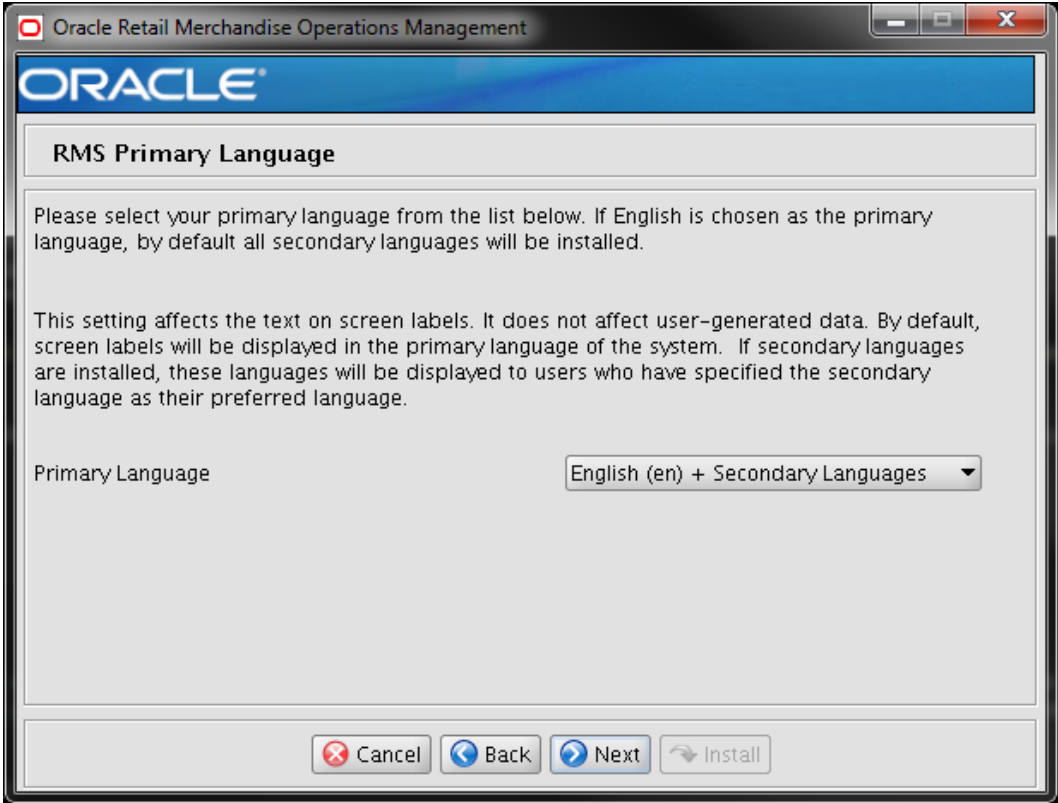 Oracle Retail Merchandise Operations Management
ORACLE®
RMS Primary Language
Please select your primary language from the list below. If English is chosen as the primary
language, by default all secondary languages will be installed.
This setting affects the text on screen labels. It does not affect user-generated data. By default,
screen labels will be displayed in the primary language of the system.  If secondary languages
are installed, these languages will be displayed to users who have specified the secondary
language as their preferred language.
Primary Language
English (en) + Secondary Languages
Cancel
Back
Next
Install